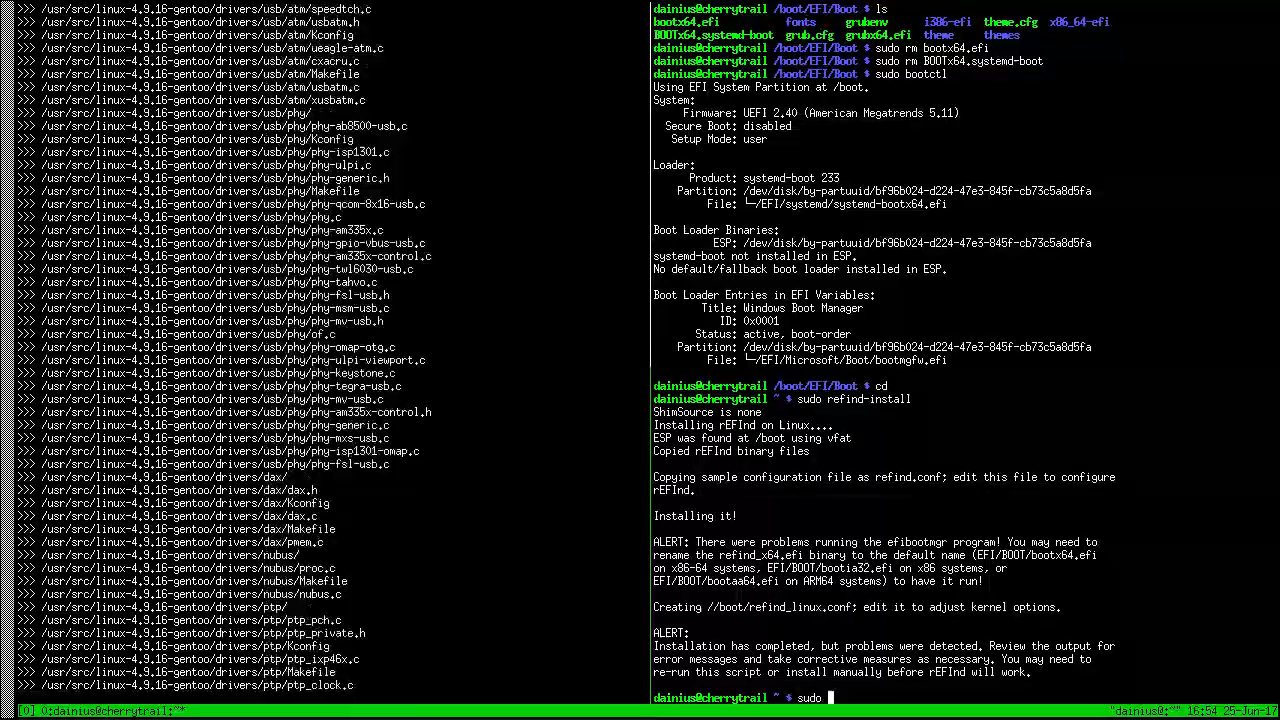 >>> /usr/src/linux-4.9.16-gentoo/drivers/usb/atm/speedtch.c
>>> /usr/src/linux-4.9.16-gentoo/drivers/usb/atm/usbatm.h
>>> /usr/src/linux-4.9.16-gentoo/drivers/usb/atm/Kconfig
>>> /usr/src/linux-4.9.16-gentoo/drivers/usb/atm/ueagle-atm.c
>>> /usr/src/linux-4.9.16-gentoo/drivers/usb/atm/cxacru.c
>>> /usr/src/linux-4.9.16-gentoo/drivers/usb/atm/Makefile
>>> /usr/src/linux-4.9.16-gentoo/drivers/usb/atm/usbatm.c
>>> /usr/src/linux-4.9.16-gentoo/drivers/usb/atm/xusbatm.c
>>> /usr/src/linux-4.9.16-gentoo/drivers/usb/phy/
>>> /usr/src/linux-4.9.16-gentoo/drivers/usb/phy/phy-ab8500-usb.c
>>> /usr/src/linux-4.9.16-gentoo/drivers/usb/phy/Kconfig
>>> /usr/src/linux-4.9.16-gentoo/drivers/usb/phy/phy-isp1301.c
>>> /usr/src/linux-4.9.16-gentoo/drivers/usb/phy/phy-ulpi.c
>>> /usr/src/linux-4.9.16-gentoo/drivers/usb/phy/phy-generic.h
>>> /usr/src/linux-4.9.16-gentoo/drivers/usb/phy/Makefile
>>> /usr/src/linux-4.9.16-gentoo/drivers/usb/phy/phy-qcom-8x16-usb.c
>>> /usr/src/linux-4.9.16-gentoo/drivers/usb/phy/phy.c
>>> /usr/src/linux-4.9.16-gentoo/drivers/usb/phy/phy-am335x.c
>>> /usr/src/linux-4.9.16-gentoo/drivers/usb/phy/phy-gpio-vbus-usb.c
>>> /usr/src/linux-4.9.16-gentoo/drivers/usb/phy/phy-am335x-control.c
>>> /usr/src/linux-4.9.16-gentoo/drivers/usb/phy/phy-twl6030-usb.c
>>> /usr/src/linux-4.9.16-gentoo/drivers/usb/phy/phy-tahvo.c
>>> /usr/src/linux-4.9.16-gentoo/drivers/usb/phy/phy-fsl-usb.h
>>> /usr/src/linux-4.9.16-gentoo/drivers/usb/phy/phy-msm-usb.c
>>> /usr/src/linux-4.9.16-gentoo/drivers/usb/phy/phy-mv-usb.h
>>> /usr/src/linux-4.9.16-gentoo/drivers/usb/phy/of.c
>>> /usr/src/linux-4.9.16-gentoo/drivers/usb/phy/phy-omap-otg.c
>>> /usr/src/linux-4.9.16-gentoo/drivers/usb/phy/phy-ulpi-viewport.c
>>> /usr/src/linux-4.9.16-gentoo/drivers/usb/phy/phy-keystone.c
>>> /usr/src/linux-4.9.16-gentoo/drivers/usb/phy/phy-tegra-usb.c
>>> /usr/src/linux-4.9.16-gentoo/drivers/usb/phy/phy-mv-usb.c
>>> /usr/src/linux-4.9.16-gentoo/drivers/usb/phy/phy-am335x-control.h
>>> /usr/src/linux-4.9.16-gentoo/drivers/usb/phy/phy-generic.c
>>> /usr/src/linux-4.9.16-gentoo/drivers/usb/phy/phy-mxs-usb.c
>>> /usr/src/linux-4.9.16-gentoo/drivers/usb/phy/phy-isp1301-omap.c
>>> /usr/src/linux-4.9.16-gentoo/drivers/usb/phy/phy-fsl-usb.c
>>> /usr/src/linux-4.9.16-gentoo/drivers/dax/
>>> /usr/src/linux-4.9.16-gentoo/drivers/dax/dax.h
>>> /usr/src/linux-4.9.16-gentoo/drivers/dax/Kconfig
>>> /usr/src/linux-4.9.16-gentoo/drivers/dax/dax.c
>>> /usr/src/linux-4.9.16-gentoo/drivers/dax/Makefile
>>> /usr/src/linux-4.9.16-gentoo/drivers/dax/pmem.c
>>> /usr/src/linux-4.9.16-gentoo/drivers/nubus/
>>> /usr/src/linux-4.9.16-gentoo/drivers/nubus/proc.c
>>> /usr/src/linux-4.9.16-gentoo/drivers/nubus/Makefile
>>> /usr/src/linux-4.9.16-gentoo/drivers/nubus/nubus.c
>>> /usr/src/linux-4.9.16-gentoo/drivers/ptp/
>>> /usr/src/linux-4.9.16-gentoo/drivers/ptp/ptp_pch.c
>>> /usr/src/linux-4.9.16-gentoo/drivers/ptp/ptp_private.h
>>> /usr/src/linux-4.9.16-gentoo/drivers/ptp/Kconfig
>>> /usr/src/linux-4.9.16-gentoo/drivers/ptp/ptp_ixp46x.c
>>> /usr/src/linux-4.9.16-gentoo/drivers/ptp/Makefile
>>> /usr/src/linux-4.9.16-gentoo/drivers/ptp/ptp_clock.c
dainius@cherrytrail /boot/EFI/Boot $ ls
bootx64.efi fonts grubenv i386-efi theme.cfg x86_64-efi
BOOTx64.systemd-boot grub.cfg grubx64.efi theme themes
dainius@cherrytrail /boot/EFI/Boot $ sudo rm bootx64.efi
dainius@cherrytrail /boot/EFI/Boot $ sudo rm BOOTx64.systemd-boot
dainius@cherrytrail /boot/EFI/Boot $ sudo bootctl
Using EFI System Partition at /boot.
System:
Firmware: UEFI 2.40 (American Megatrends 5.11)
Secure Boot: disabled
Setup Mode: user
Loader:
Product: systemd-boot 233
Partition: /dev/disk/by-partuuid/bf96b024-d224-47e3-845f-cb73c5a8d5fa
File: └─/EFI/systemd/systemd-bootx64.efi
Boot Loader Binaries:
ESP: /dev/disk/by-partuuid/bf96b024-d224-47e3-845f-cb73c5a8d5fa
systemd-boot not installed in ESP.
No default/fallback boot loader installed in ESP.
Boot Loader Entries in EFI Variables:
Title: Windows Boot Manager
ID: 0x0001
Status: active, boot-order
Partition: /dev/disk/by-partuuid/bf96b024-d224-47e3-845f-cb73c5a8d5fa
File: └─/EFI/Microsoft/Boot/bootmgfw.efi
dainius@cherrytrail /boot/EFI/Boot $ cd
dainius@cherrytrail ~ $ sudo refind-install
ShimSource is none
Installing rEFInd on Linux....
ESP was found at /boot using vfat
Copied rEFInd binary files
Copying sample configuration file as refind.conf; edit this file to configure
rEFInd.
Installing it!
ALERT: There were problems running the efibootmgr program! You may need to
rename the refind_x64.efi binary to the default name (EFI/BOOT/bootx64.efi
on x86-64 systems, EFI/BOOT/bootia32.efi on x86 systems, or
EFI/BOOT/bootaa64.efi on ARM64 systems) to have it run!
Creating //boot/refind_linux.conf; edit it to adjust kernel options.
ALERT:
Installation has completed, but problems were detected. Review the output for
error messages and take corrective measures as necessary. You may need to
re-run this script or install manually before rEFInd will work.
dainius@cherrytrail ~ $ sudo
[0] 0:dainius@cherrytrail:~* "dainius@:~" 16:54 25-Jun-17